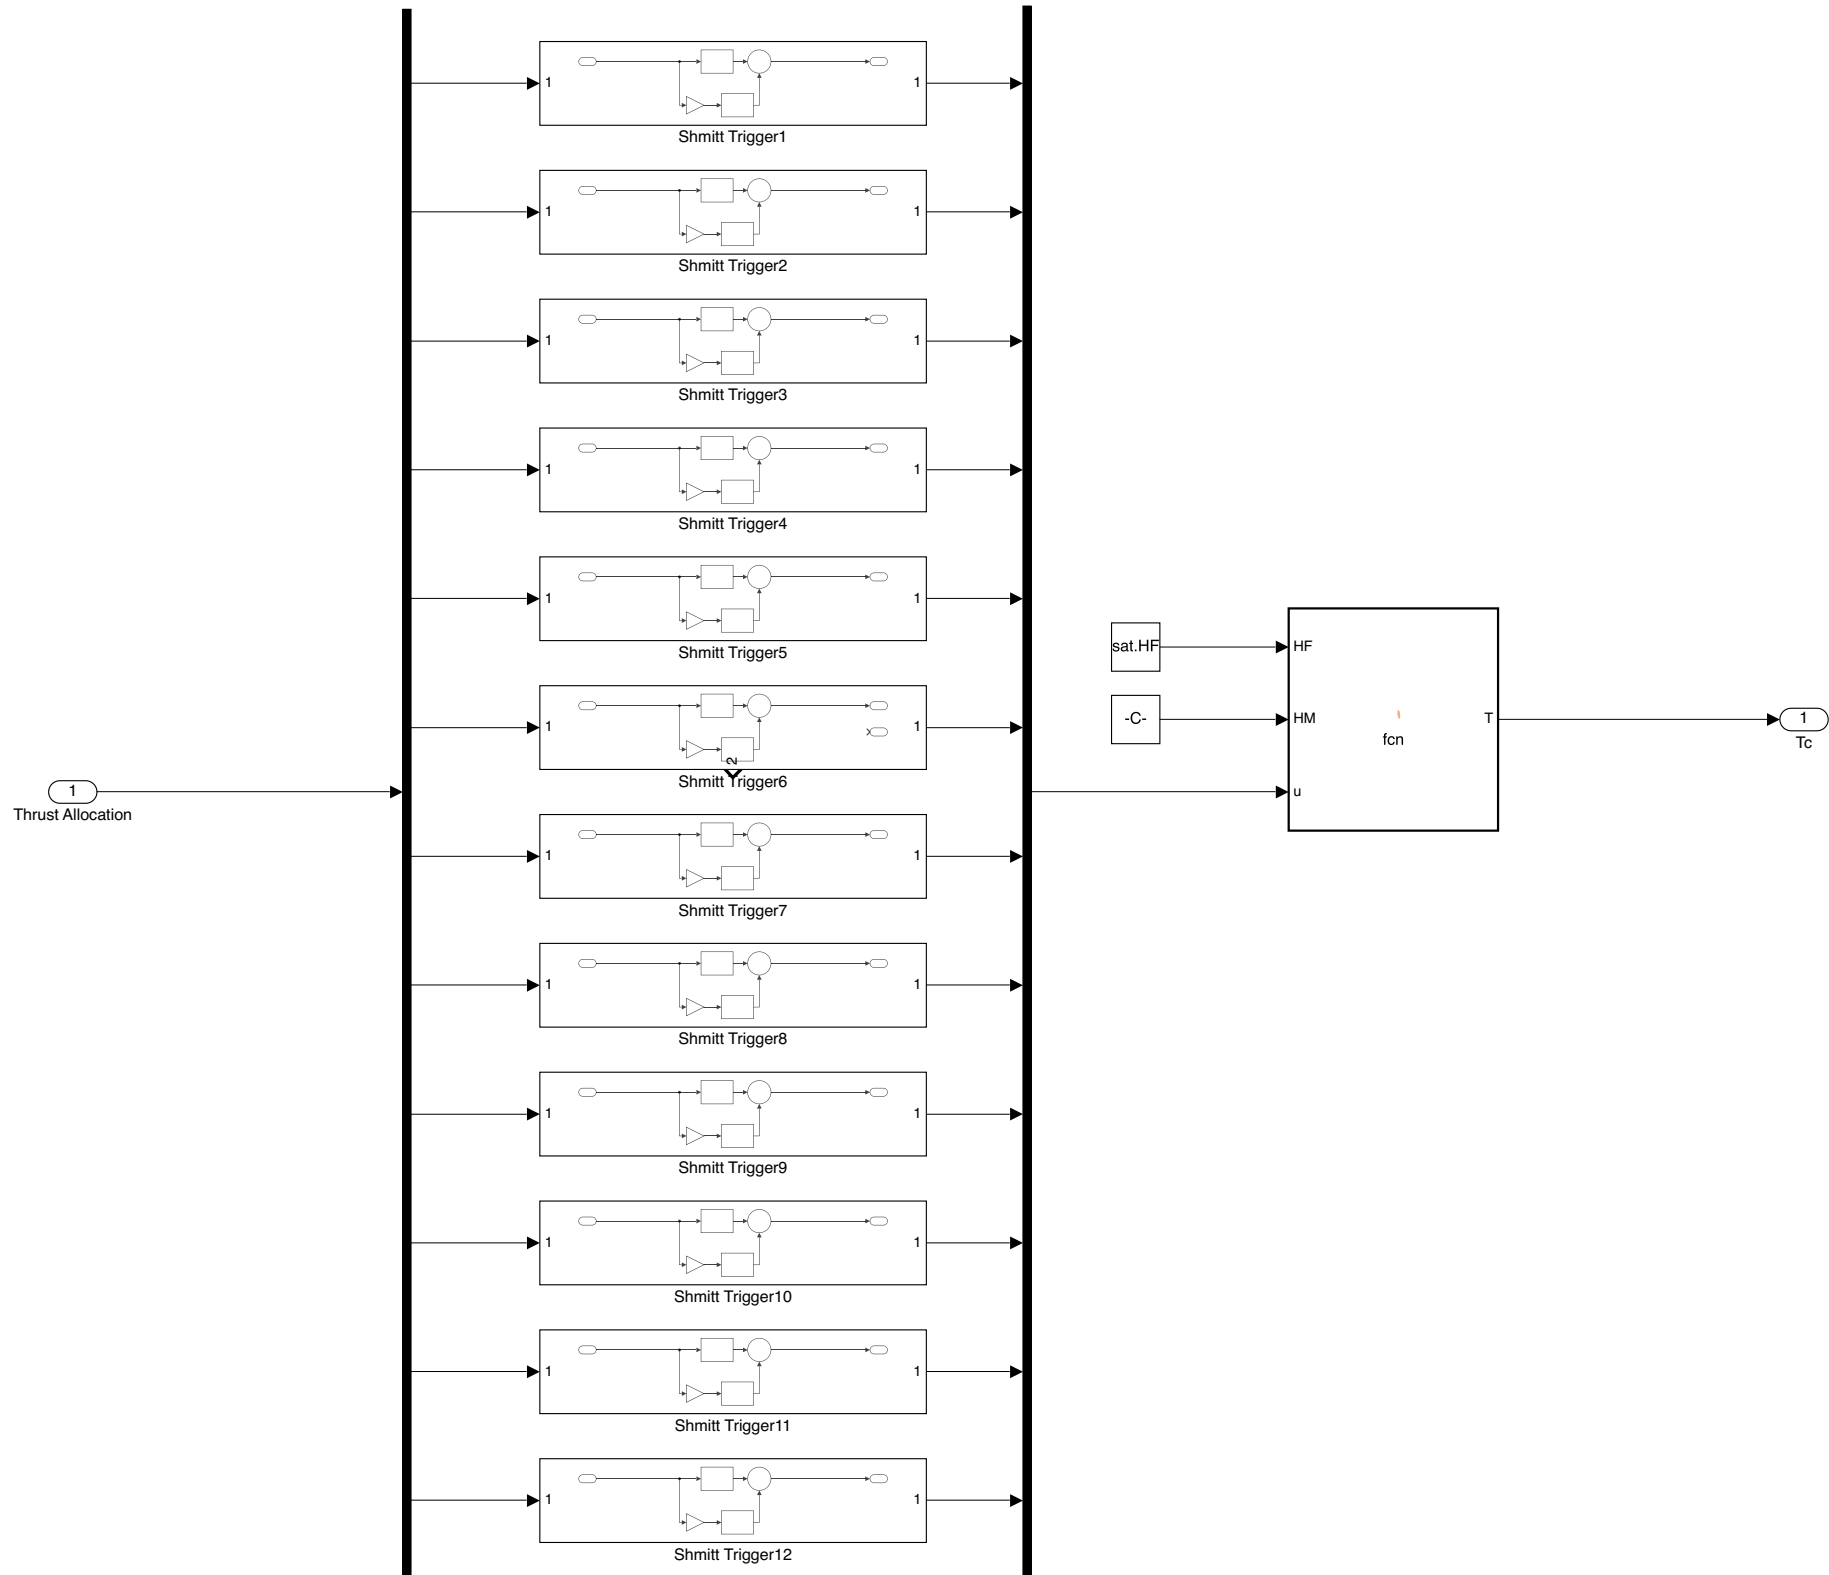 1 1
Shmitt Trigger1
1 1
Shmitt Trigger2
1 1
Shmitt Trigger3
1 1
Shmitt Trigger4
1 1
Shmitt Trigger5
1 1
2
Shmitt Trigger6
1
Thrust Allocation
1 1
Shmitt Trigger7
1 1
Shmitt Trigger8
1 1
Shmitt Trigger9
1 1
Shmitt Trigger10
1 1
Shmitt Trigger11
1 1
Shmitt Trigger12
sat.HF
-C-
HF
HM
u
fcn
T
1
Tc